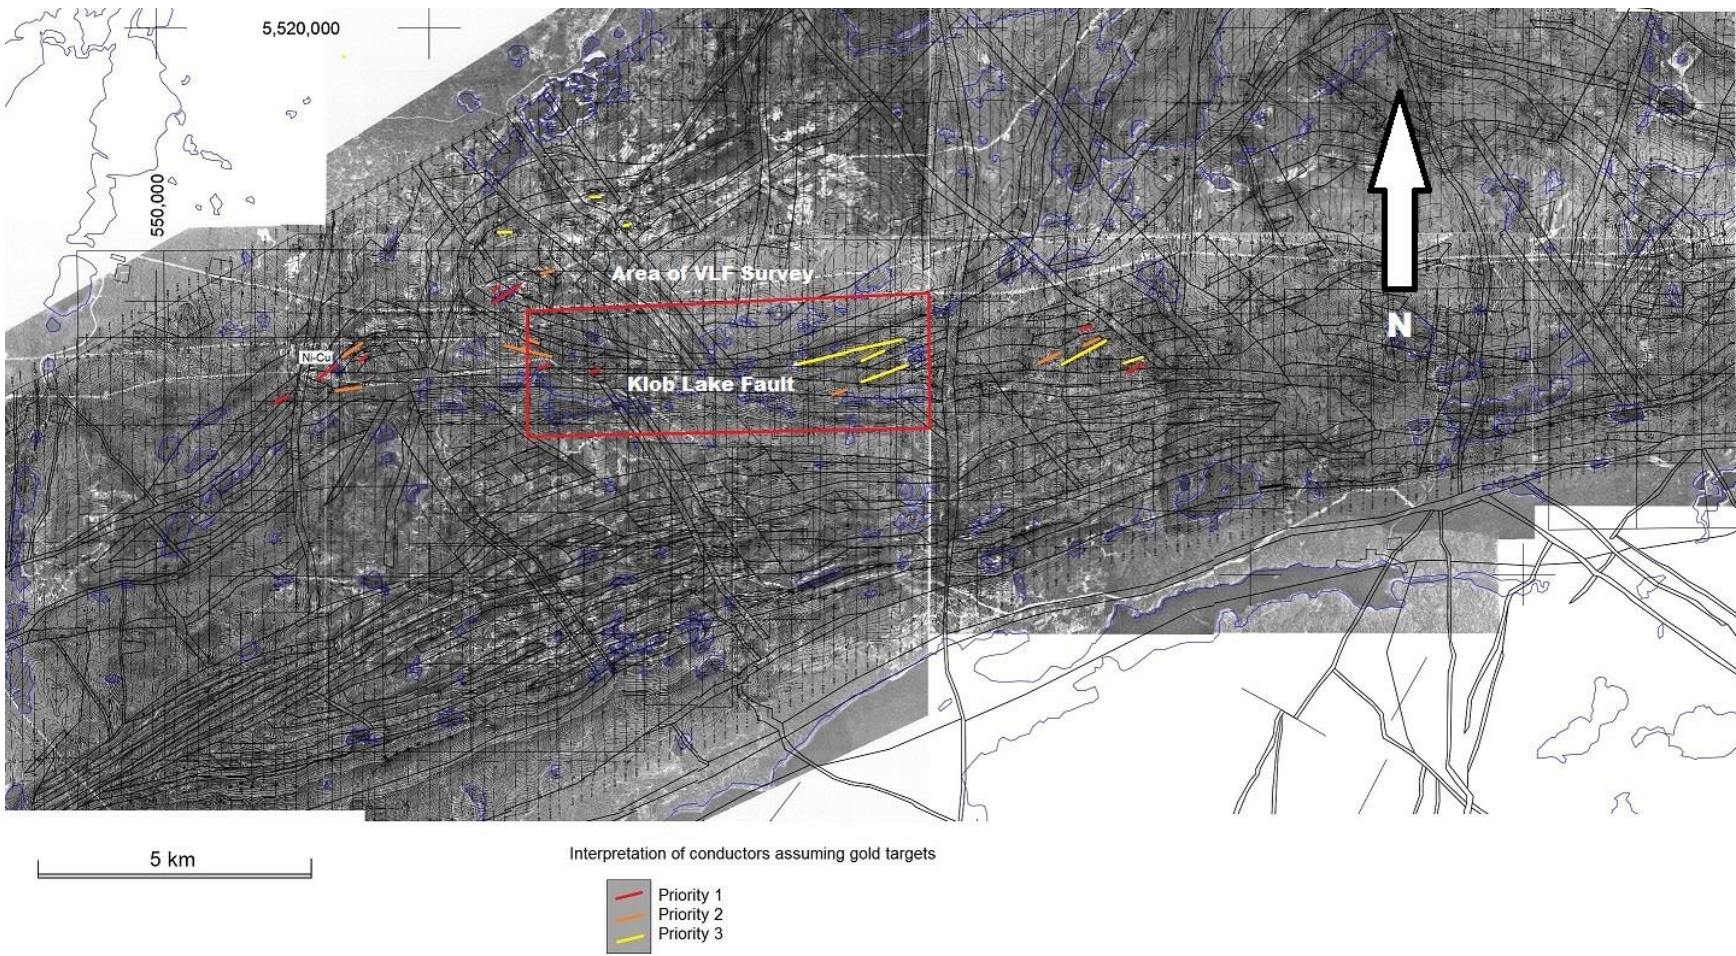 5,520,000
550,000
Area of VLF Survey
N
Ni-Cu
Klob Lake Fault
5 km
Interpretation of conductors assuming gold targets
Priority 1
Priority 2
Priority 3